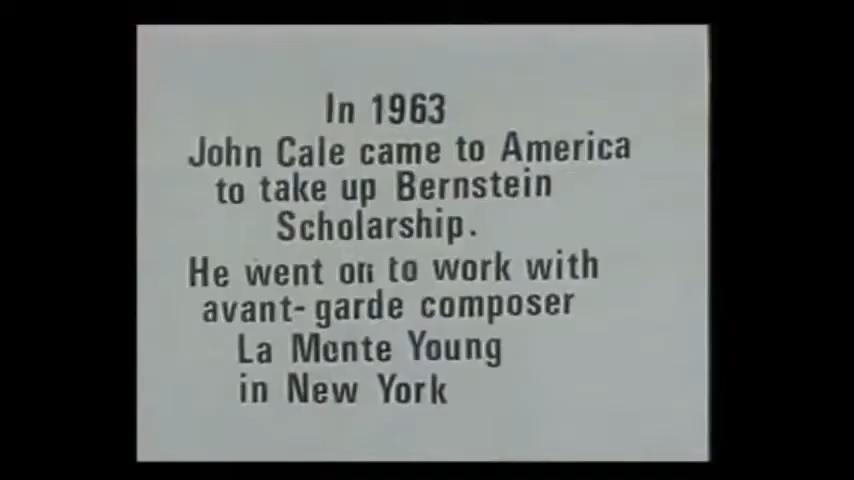 In 1963
John Cale came to America
to take up Bernstein
Scholarship.
He went on to work with
avant-garde composer
La Monte Young
in New York